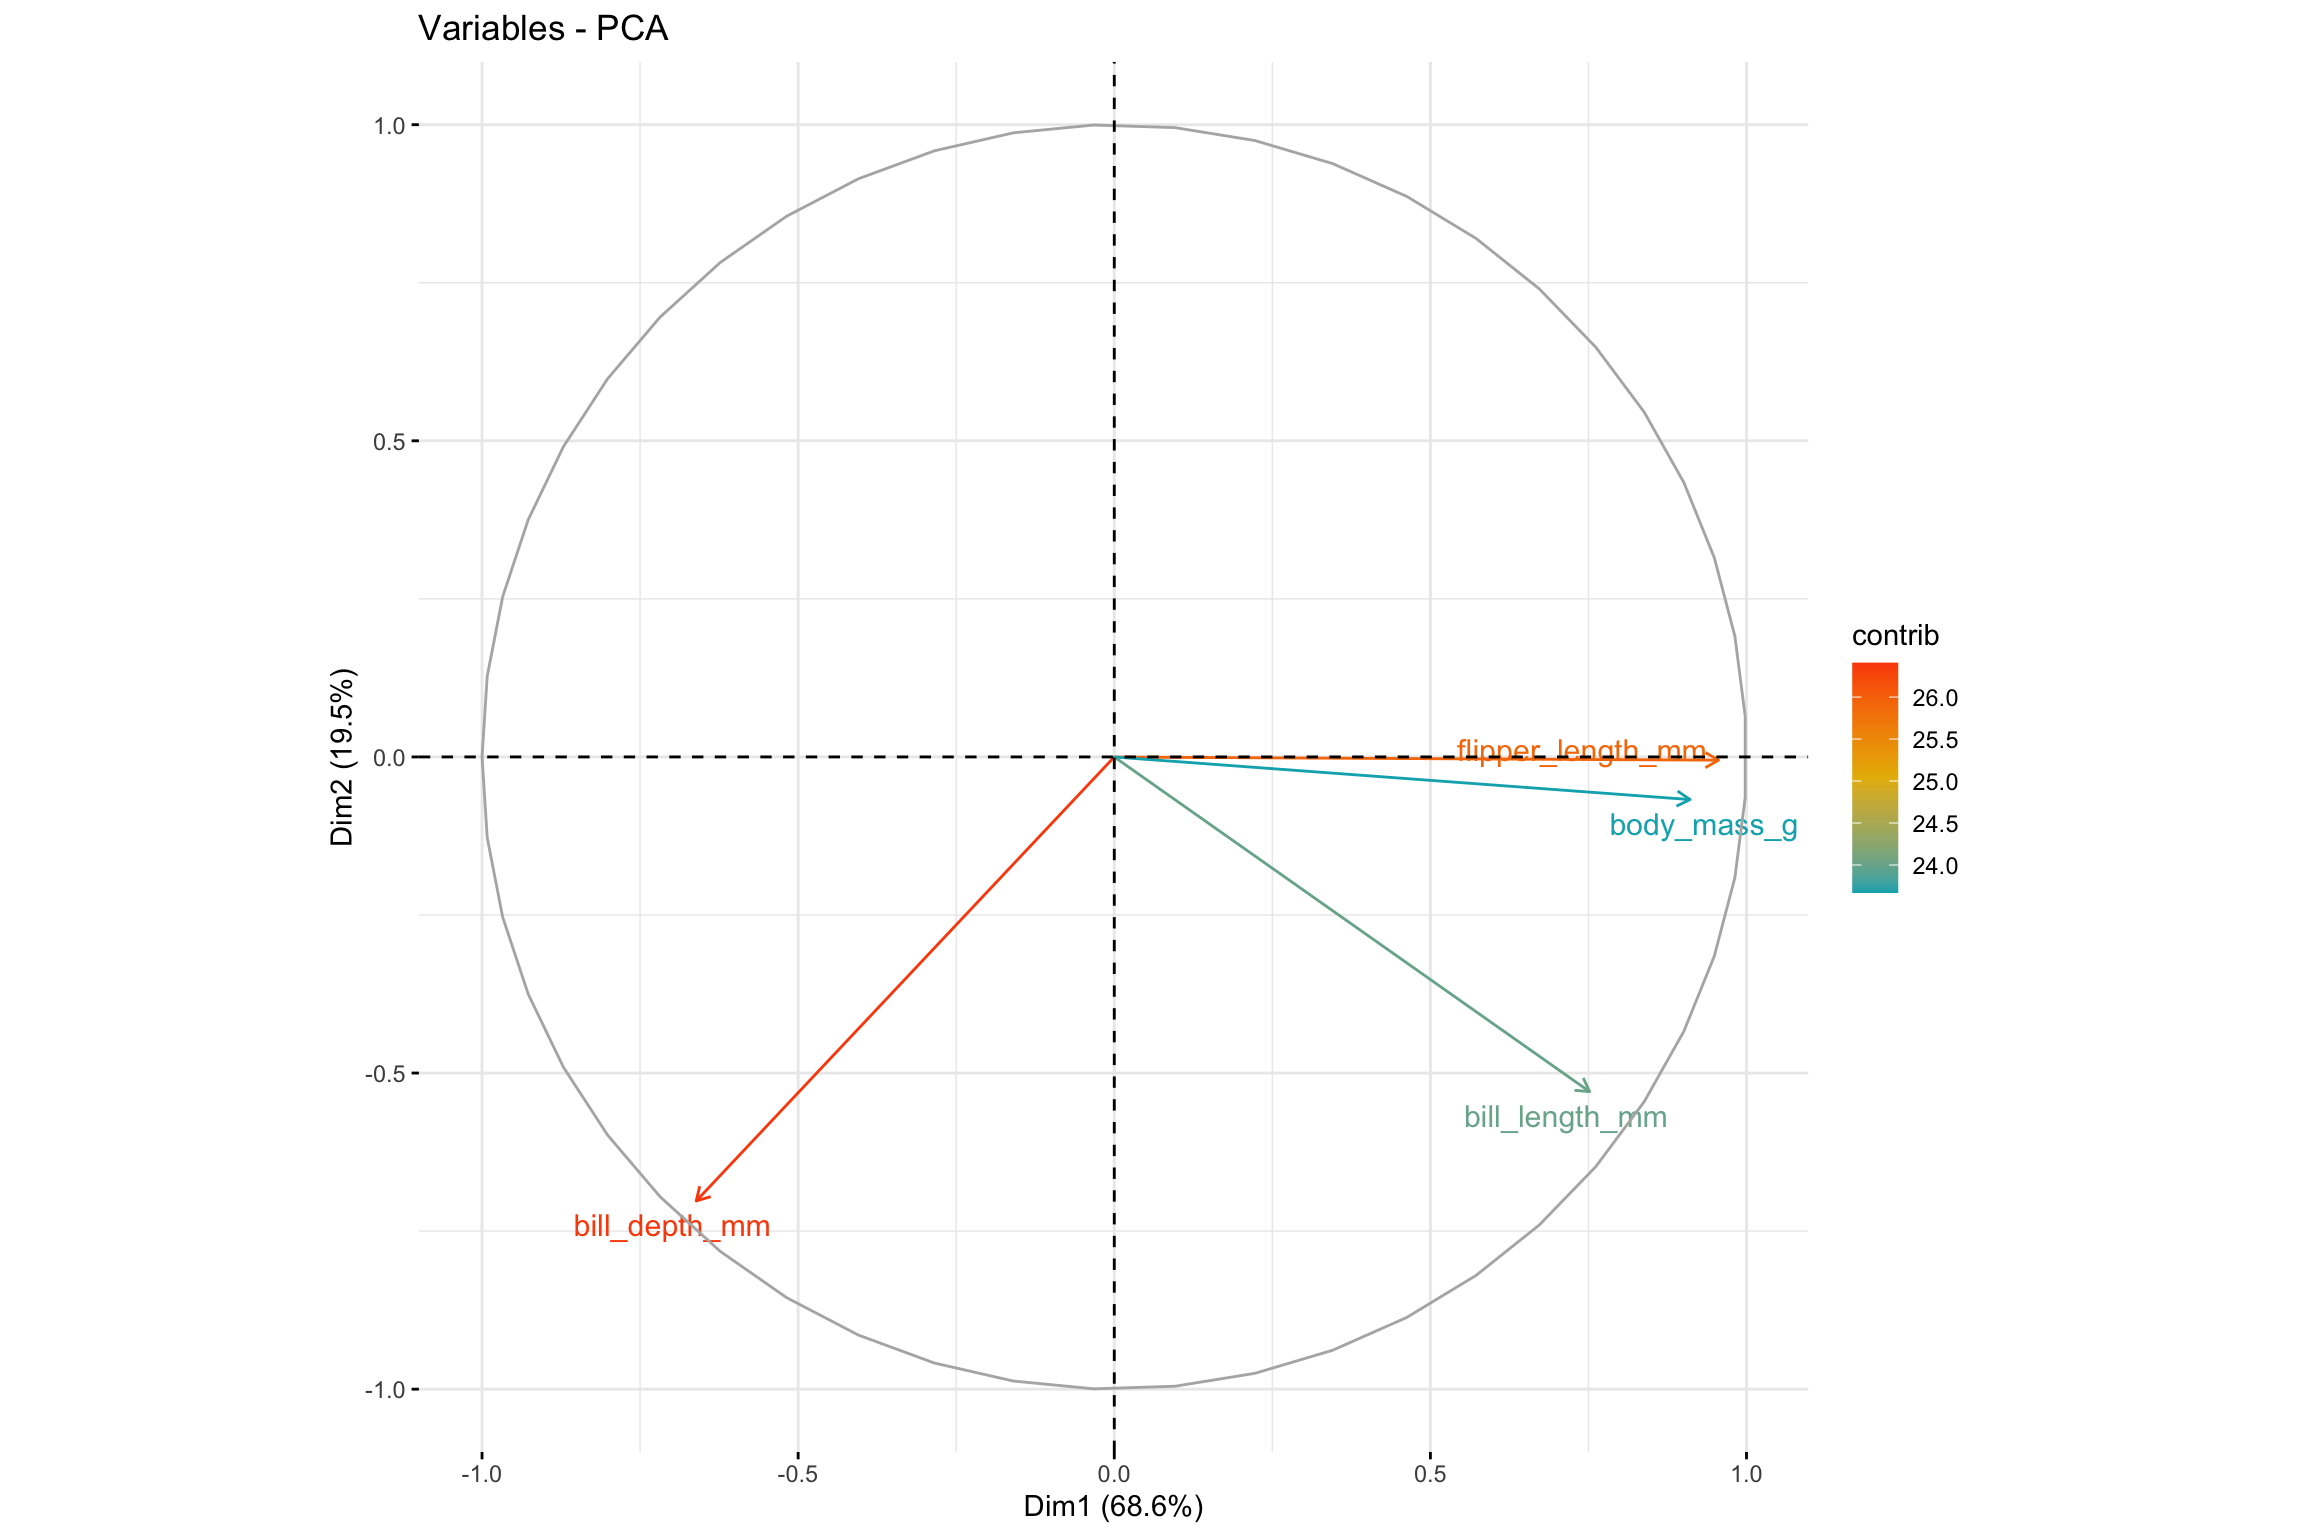 Variables - PCA
1.0
0.5
0.0
-0.5
-1.0
Dim2 (19.5%)
flipper_length_mm
body_mass_g
bill_length_mm
bill_depth_mm
-1.0
-0.5
0.0
0.5
1.0
Dim1 (68.6%)
contrib
26.0
25.5
25.0
24.5
24.0